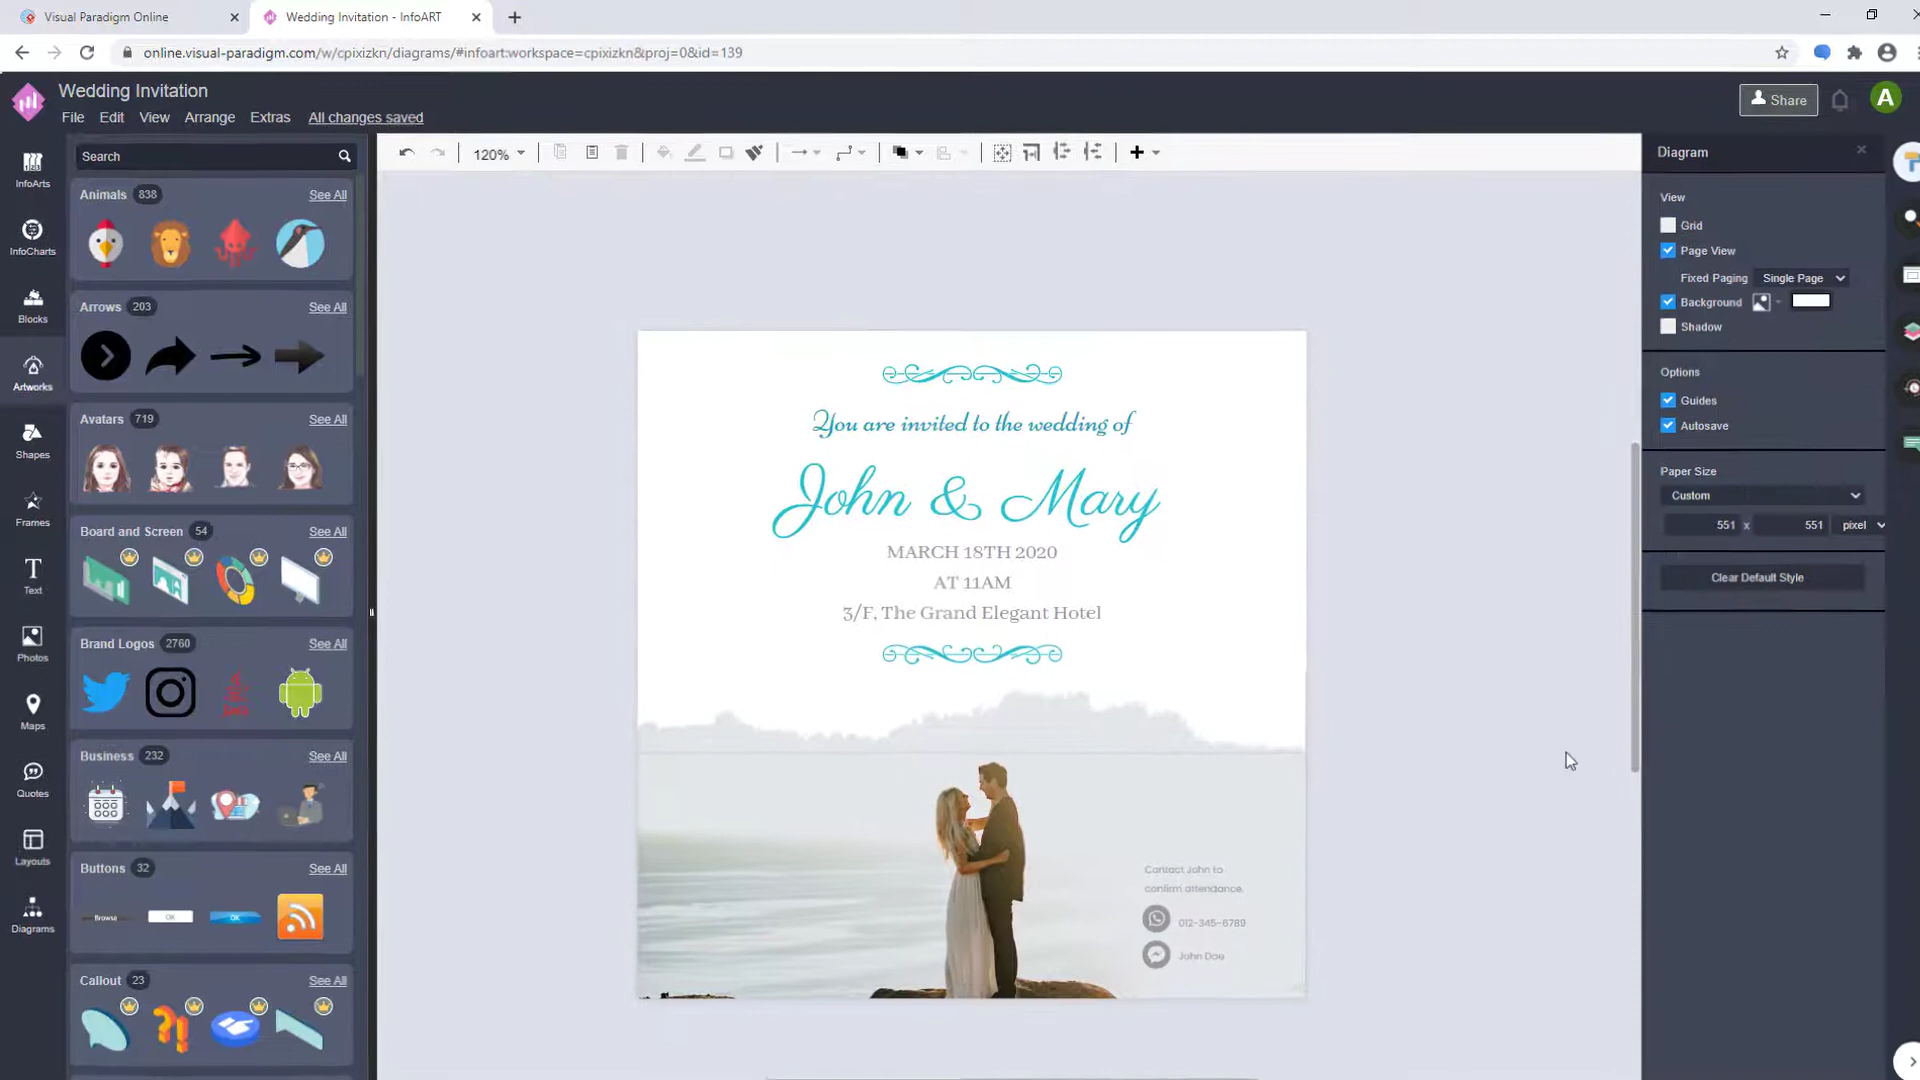 Visual Paradigm Online
Wedding Invitation - InfoART
online.visual-paradigm.com/w/cpixizkn/diagrams/#infoart:workspace=cpixizkn&proj=0&id=139
Wedding Invitation
File Edit View Arrange Extras All changes saved
Share
A
InfoArts
InfoCharts
Blocks
Artworks
Shapes
Frames
Text
Photos
Maps
Quotes
Layouts
Diagrams
Search
Animals 838 See All
Arrows 203 See All
Avatars 719 See All
Board and Screen 54 See All
Brand Logos 2760 See All
Java
Business 232 See All
Buttons 32 See All
Browse OK OK
Callout 23 See All
120%
You are invited to the wedding of
John & Mary
MARCH 18TH 2020
AT 11AM
3/F, The Grand Elegant Hotel
Contact John to
confirm attendance.
012-345-6789
John Doe
Diagram
View
Grid
Page View
Fixed Paging Single Page
Background
Shadow
Options
Guides
Autosave
Paper Size
Custom
551 x 551 pixel
Clear Default Style